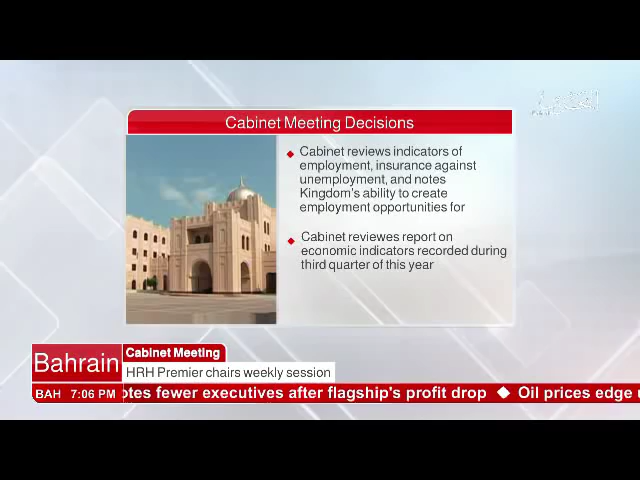 Cabinet Meeting Decisions
Cabinet reviews indicators of
employment, insurance against
unemployment, and notes
Kingdom's ability to create
employment opportunities for
Cabinet reviewes report on
economic indicators recorded during
third quarter of this year
Bahrain
Cabinet Meeting
HRH Premier chairs weekly session
BAH 7:06 PM otes fewer executives after flagship's profit drop ◆ Oil prices edge